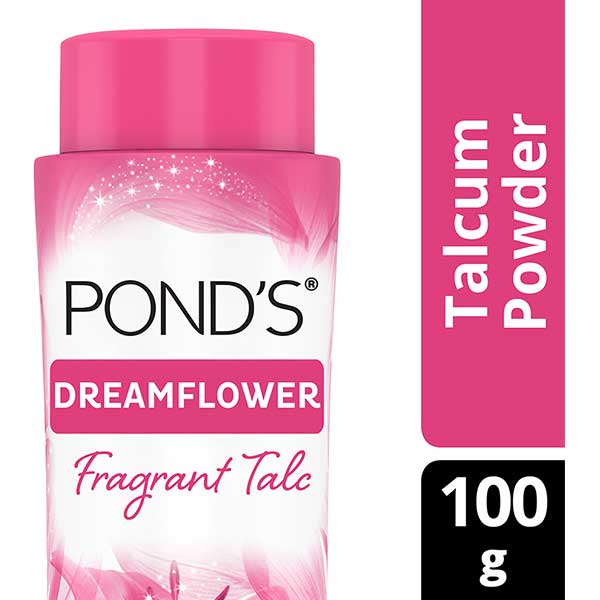 POND'S®
DREAMFLOWER
Fragrant Talc
Talcum
Powder
100
g